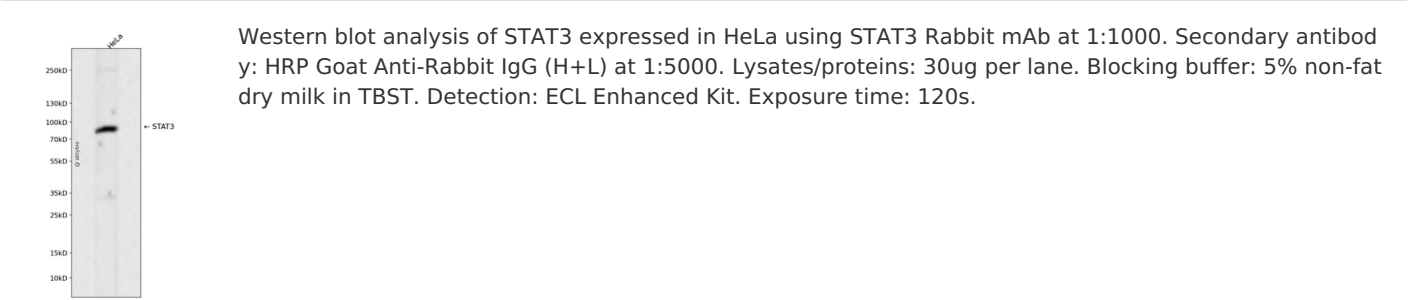 HeLa
Western blot analysis of STAT3 expressed in HeLa using STAT3 Rabbit mAb at 1:1000. Secondary antibod
y: HRP Goat Anti-Rabbit IgG (H+L) at 1:5000. Lysates/proteins: 30ug per lane. Blocking buffer: 5% non-fat
dry milk in TBST. Detection: ECL Enhanced Kit. Exposure time: 120s.
250kD
130kD
100kD
← STAT3
70kD
55kD
35kD
25kD
15kD
10kD